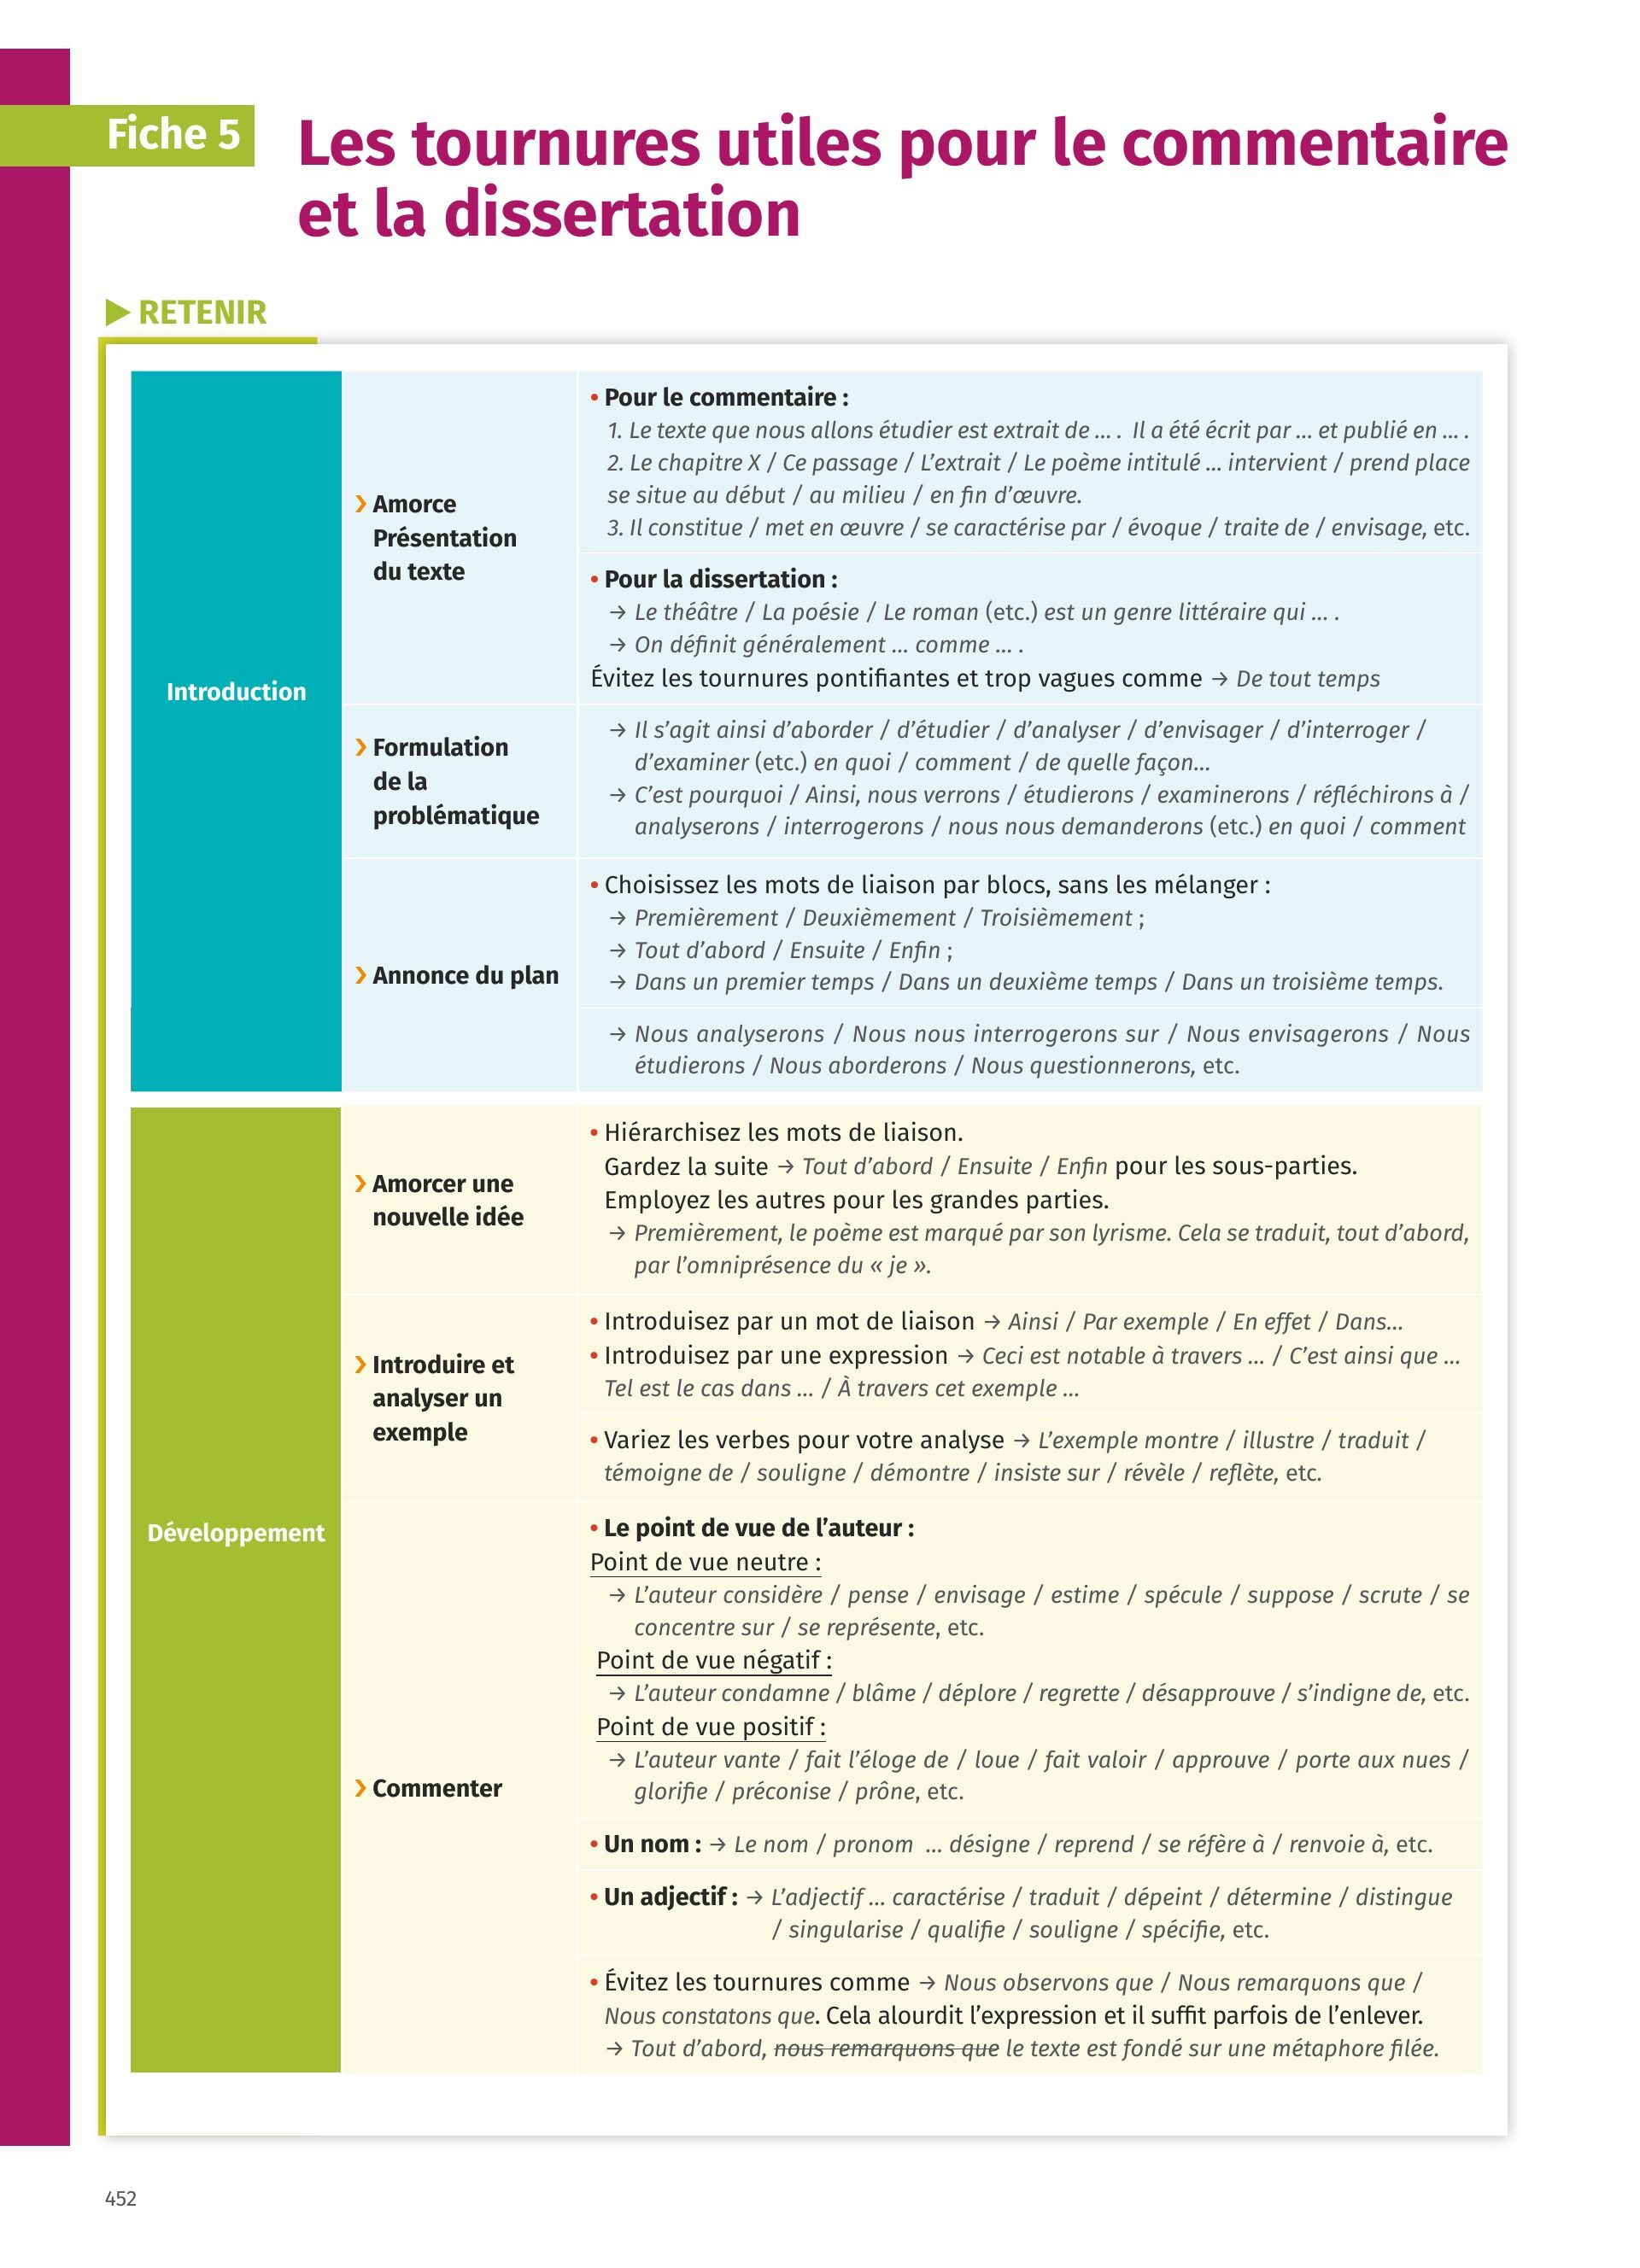 Fiche 5
Les tournures utiles pour le commentaire
et la dissertation
▶ RETENIR
Introduction
› Amorce
Présentation
du texte
• Pour le commentaire :
1. Le texte que nous allons étudier est extrait de … . Il a été écrit par … et publié en … .
2. Le chapitre X / Ce passage / L’extrait / Le poème intitulé … intervient / prend place
se situe au début / au milieu / en fin d’œuvre.
3. Il constitue / met en œuvre / se caractérise par / évoque / traite de / envisage, etc.
• Pour la dissertation :
→ Le théâtre / La poésie / Le roman (etc.) est un genre littéraire qui … .
→ On définit généralement … comme … .
Évitez les tournures pontifiantes et trop vagues comme → De tout temps
› Formulation
de la
problématique
→ Il s’agit ainsi d’aborder / d’étudier / d’analyser / d’envisager / d’interroger /
d’examiner (etc.) en quoi / comment / de quelle façon…
→ C’est pourquoi / Ainsi, nous verrons / étudierons / examinerons / réfléchirons à /
analyserons / interrogerons / nous nous demanderons (etc.) en quoi / comment
› Annonce du plan
• Choisissez les mots de liaison par blocs, sans les mélanger :
→ Premièrement / Deuxièmement / Troisièmement ;
→ Tout d’abord / Ensuite / Enfin ;
→ Dans un premier temps / Dans un deuxième temps / Dans un troisième temps.
→ Nous analyserons / Nous nous interrogerons sur / Nous envisagerons / Nous
étudierons / Nous aborderons / Nous questionnerons, etc.
Développement
› Amorcer une
nouvelle idée
• Hiérarchisez les mots de liaison.
Gardez la suite → Tout d’abord / Ensuite / Enfin pour les sous-parties.
Employez les autres pour les grandes parties.
→ Premièrement, le poème est marqué par son lyrisme. Cela se traduit, tout d’abord,
par l’omniprésence du « je ».
› Introduire et
analyser un
exemple
• Introduisez par un mot de liaison → Ainsi / Par exemple / En effet / Dans…
• Introduisez par une expression → Ceci est notable à travers … / C’est ainsi que …
Tel est le cas dans … / À travers cet exemple …
• Variez les verbes pour votre analyse → L’exemple montre / illustre / traduit /
témoigne de / souligne / démontre / insiste sur / révèle / reflète, etc.
› Commenter
• Le point de vue de l’auteur :
Point de vue neutre :
→ L’auteur considère / pense / envisage / estime / spécule / suppose / scrute / se
concentre sur / se représente, etc.
Point de vue négatif :
→ L’auteur condamne / blâme / déplore / regrette / désapprouve / s’indigne de, etc.
Point de vue positif :
→ L’auteur vante / fait l’éloge de / loue / fait valoir / approuve / porte aux nues /
glorifie / préconise / prône, etc.
• Un nom : → Le nom / pronom … désigne / reprend / se réfère à / renvoie à, etc.
• Un adjectif : → L’adjectif … caractérise / traduit / dépeint / détermine / distingue
/ singularise / qualifie / souligne / spécifie, etc.
• Évitez les tournures comme → Nous observons que / Nous remarquons que /
Nous constatons que. Cela alourdit l’expression et il suffit parfois de l’enlever.
→ Tout d’abord, nous remarquons que le texte est fondé sur une métaphore filée.
452